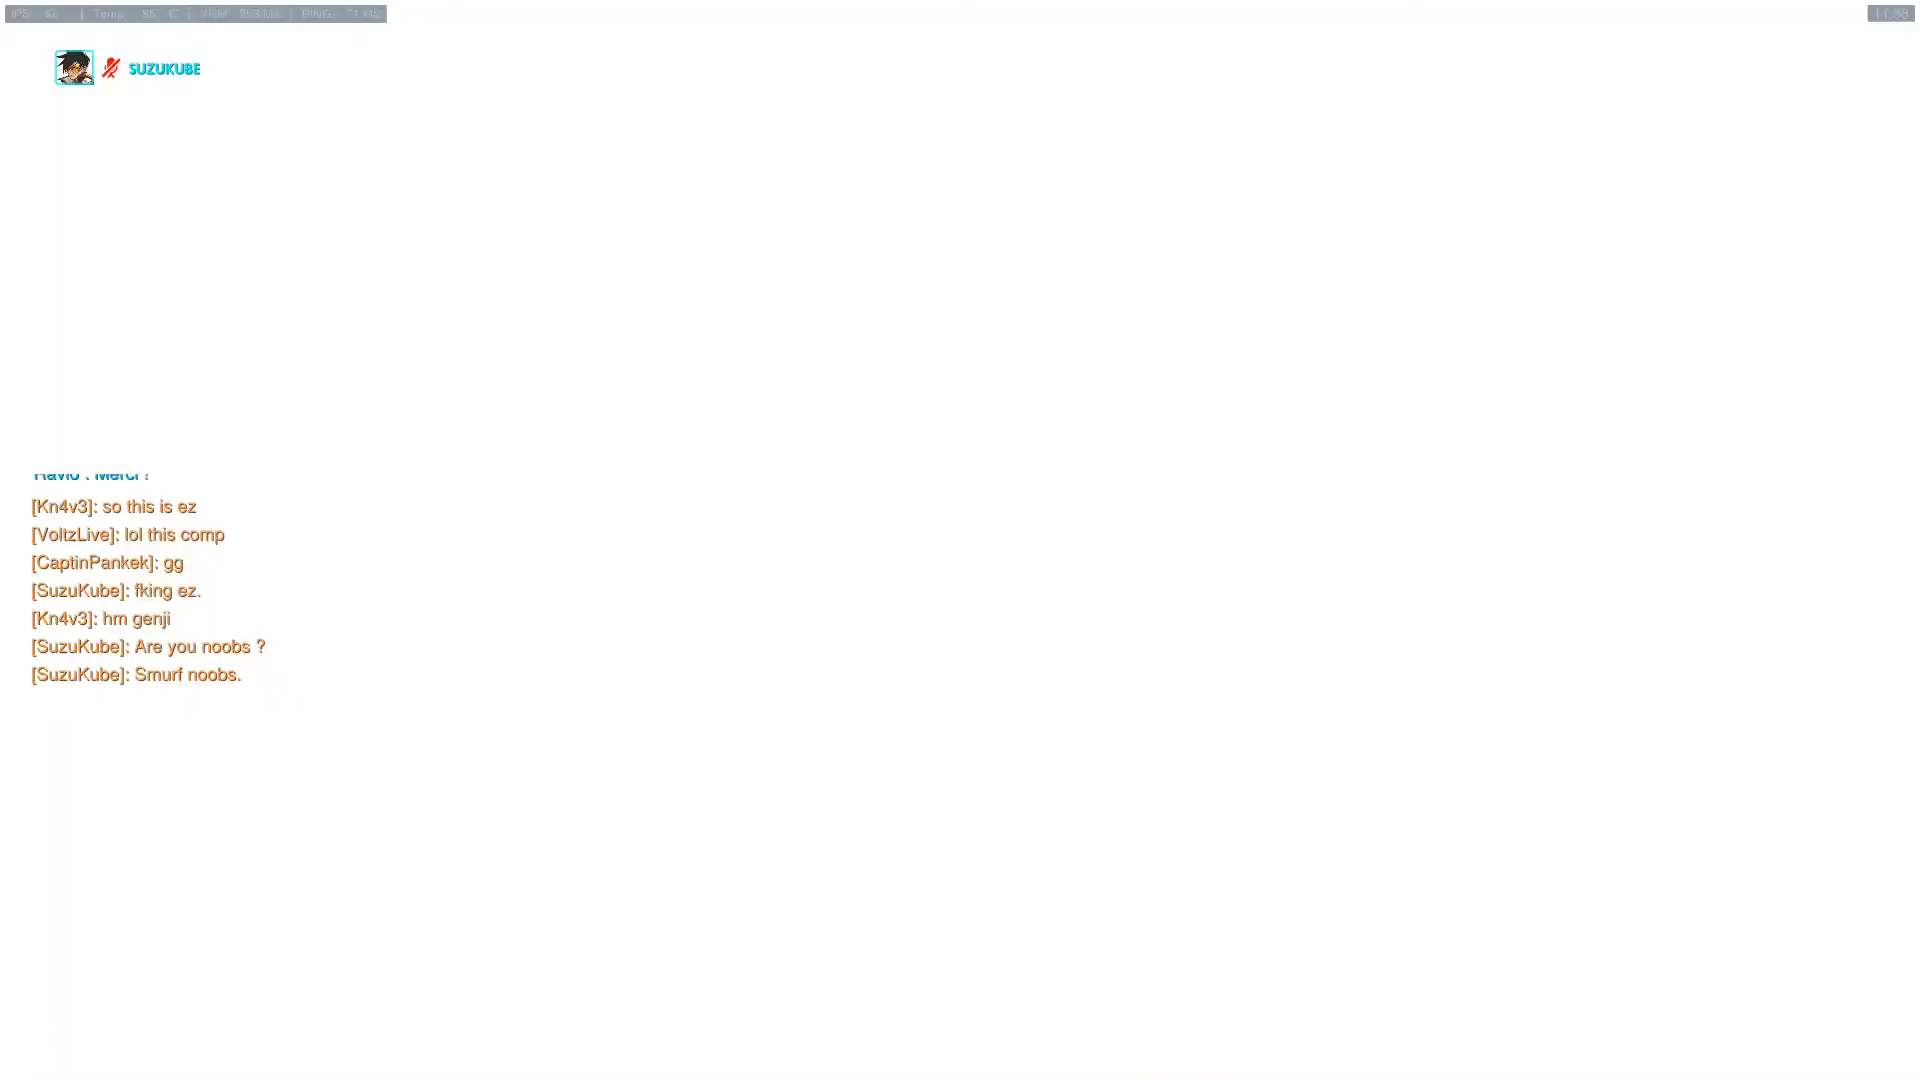 SUZUKUBE
[Kn4v3]: so this is ez
[VoltzLive]: lol this comp
[CaptinPankek]: gg
[SuzuKube]: fking ez.
[Kn4v3]: hm genji
[SuzuKube]: Are you noobs ?
[SuzuKube]: Smurf noobs.